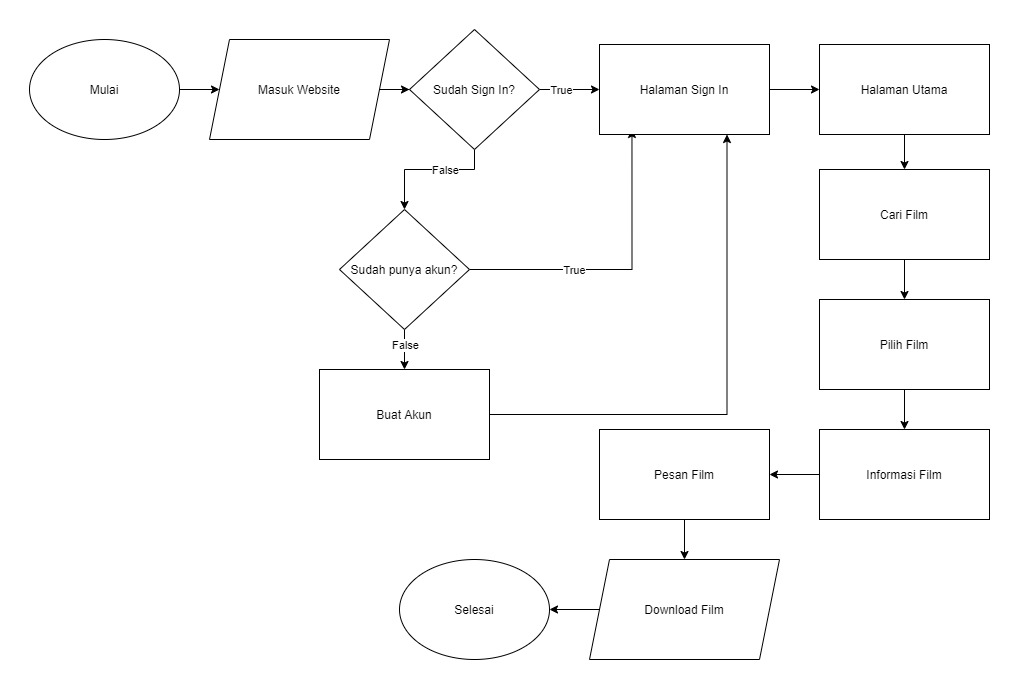 Mulai
Masuk Website
Sudah Sign In?
True
Halaman Sign In
Halaman Utama
False
Cari Film
Sudah punya akun?
True
False
Pilih Film
Buat Akun
Pesan Film
Informasi Film
Selesai
Download Film